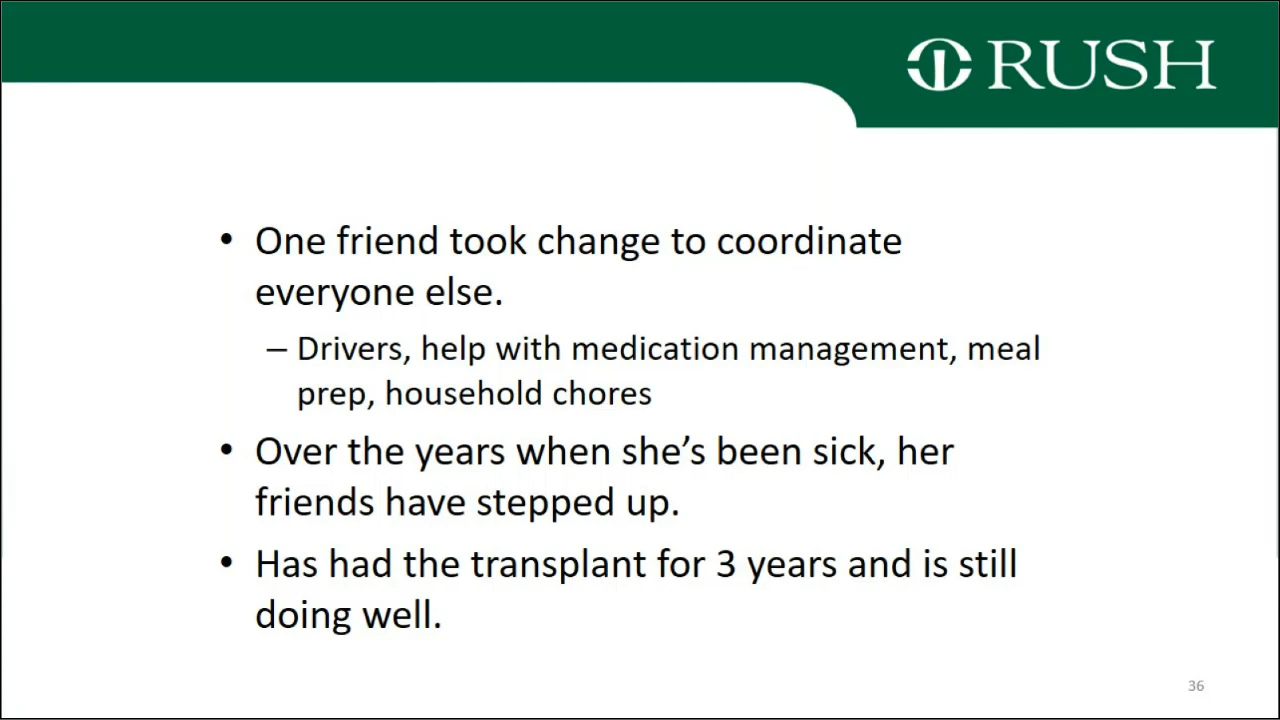 RUSH
• One friend took change to coordinate
everyone else.
– Drivers, help with medication management, meal
prep, household chores
• Over the years when she’s been sick, her
friends have stepped up.
• Has had the transplant for 3 years and is still
doing well.
36